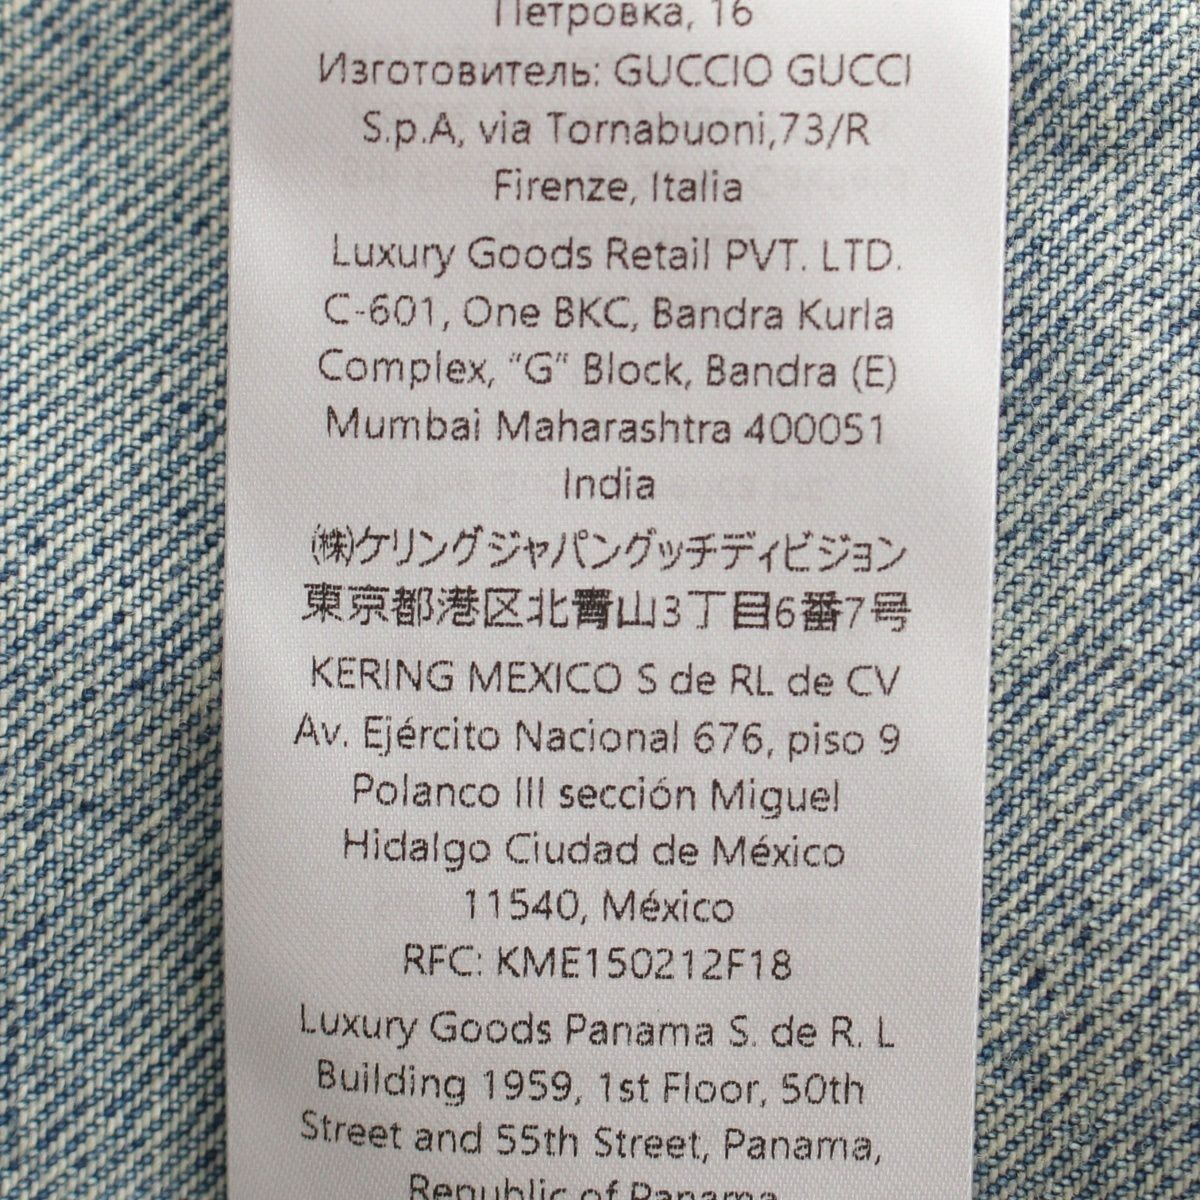 Петровка, 16
Изготовитель: GUCCIO GUCCI
S.p.A, via Tornabuoni,73/R
Firenze, Italia
Luxury Goods Retail PVT. LTD.
C-601, One BKC, Bandra Kurla
Complex, “G” Block, Bandra (E)
Mumbai Maharashtra 400051
India
㈱ケリングジャパングッチディビジョン
東京都港区北青山3丁目6番7号
KERING MEXICO S de RL de CV
Av. Ejército Nacional 676, piso 9
Polanco III sección Miguel
Hidalgo Ciudad de México
11540, México
RFC: KME150212F18
Luxury Goods Panama S. de R. L
Building 1959, 1st Floor, 50th
Street and 55th Street, Panama,
Republic of Panama